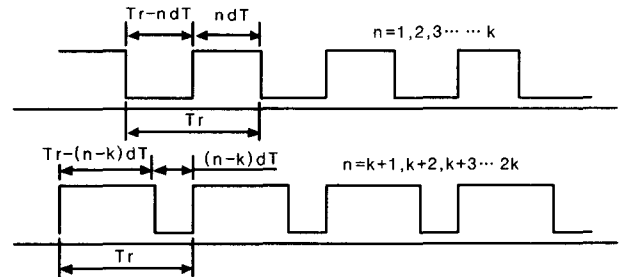 Tr-ndT ndT n=1,2,3⋯ ⋯ k
Tr
Tr-(n-k)dT (n-k)dT n=k+1,k+2,k+3⋯ 2k
Tr